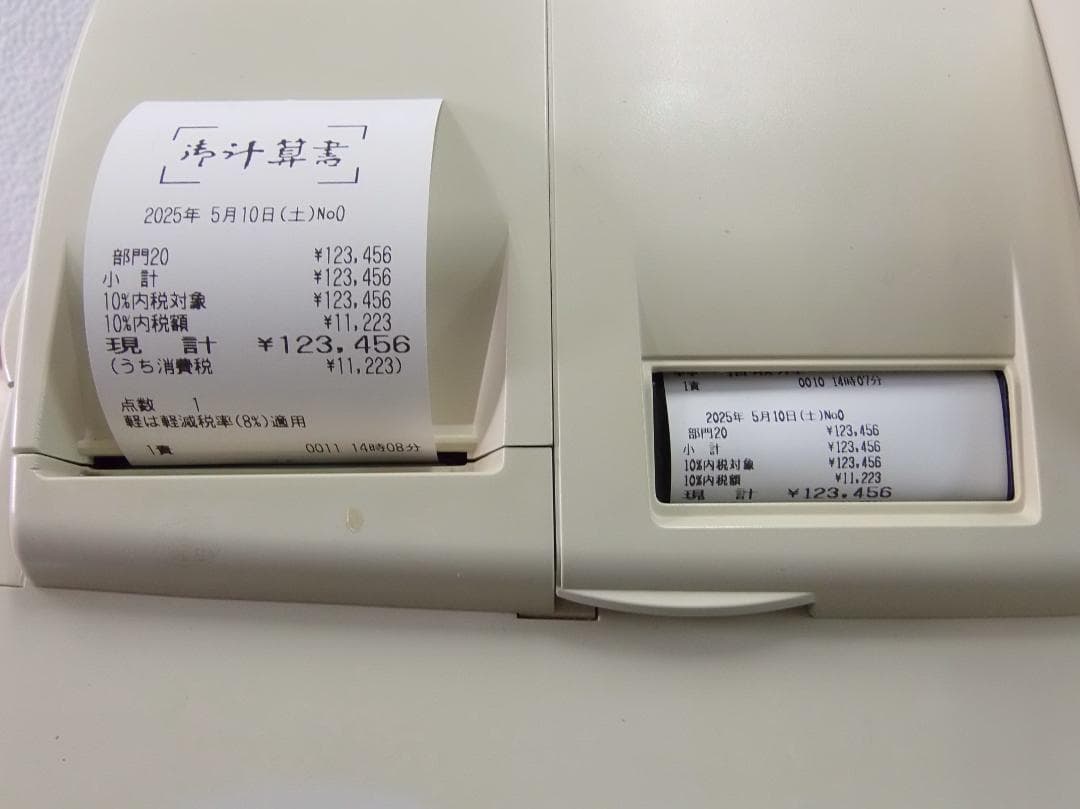 御計算書
2025年 5月10日(土)No0
部門20 ¥123,456
小 計 ¥123,456
10%内税対象 ¥123,456
10%内税額 ¥11,223
現 計 ¥123,456
(うち消費税 ¥11,223)
点数 1
軽は軽減税率(8%)適用
1責 0011 14時08分
1責 0010 14時07分
2025年 5月10日(土)No0
部門20 ¥123,456
小 計 ¥123,456
10%内税対象 ¥123,456
10%内税額 ¥11,223
現 計 ¥123,456